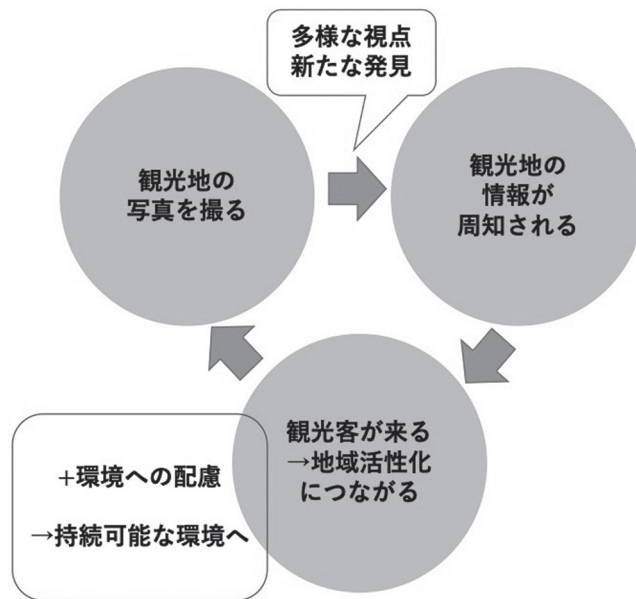 多様な視点
新たな発見
観光地の
写真を撮る
観光地の
情報が
周知される
観光客が来る
→地域活性化
につながる
+環境への配慮
→持続可能な環境へ